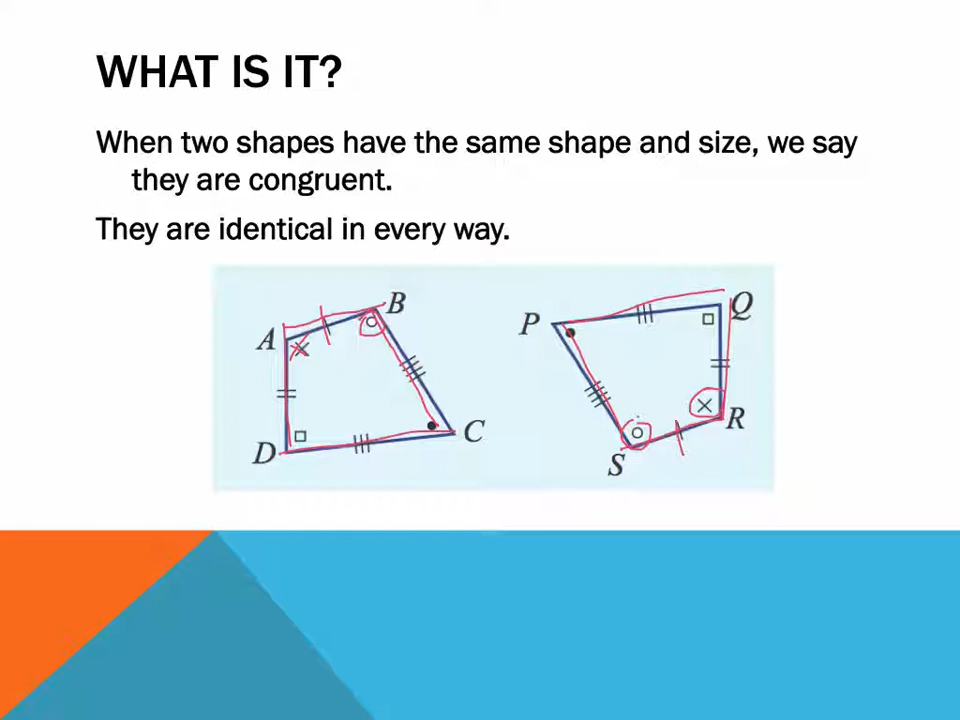 WHAT IS IT?
When two shapes have the same shape and size, we say
they are congruent.
They are identical in every way.
A
B
C
D
P
Q
R
S